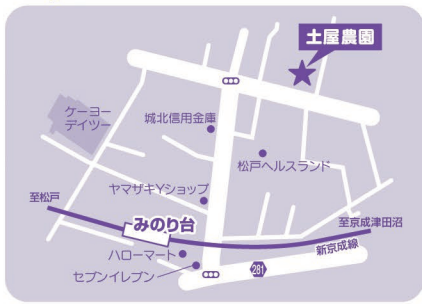 土屋農園
ケーヨー
デイツー
城北信用金庫
松戸ヘルスランド
ヤマザキYショップ
至松戸
みのり台
至京成津田沼
新京成線
ハローマート
281
セブンイレブン